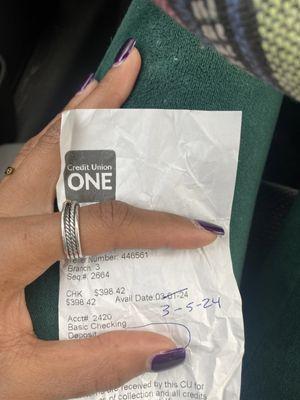 Credit Union
ONE
Teller Number: 446561
Branch: 3
Seq #: 2664
CHK $398.42
$398.42 Avail Date:03-01-24
3-5-24
Acct# 2420
Basic Checking
Deposit
are received by this CU for
of collection and all credits